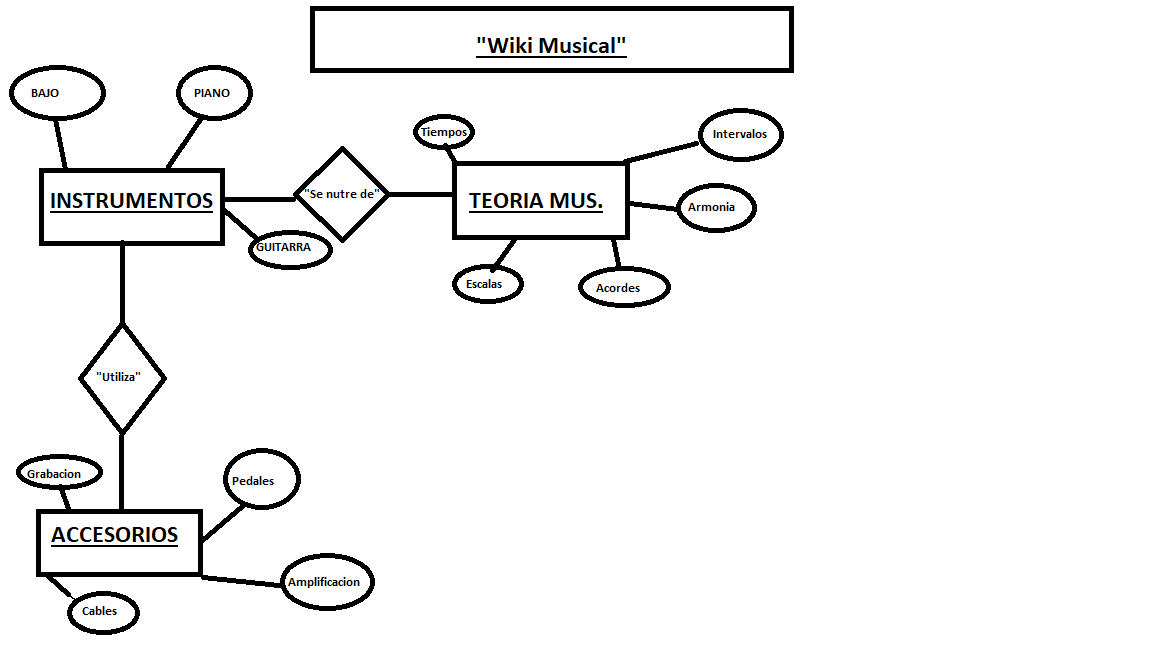 "Wiki Musical"
BAJO
PIANO
Tiempos
Intervalos
INSTRUMENTOS
"Se nutre de"
TEORIA MUS.
Armonia
GUITARRA
Escalas
Acordes
"Utiliza"
Grabacion
Pedales
ACCESORIOS
Amplificacion
Cables